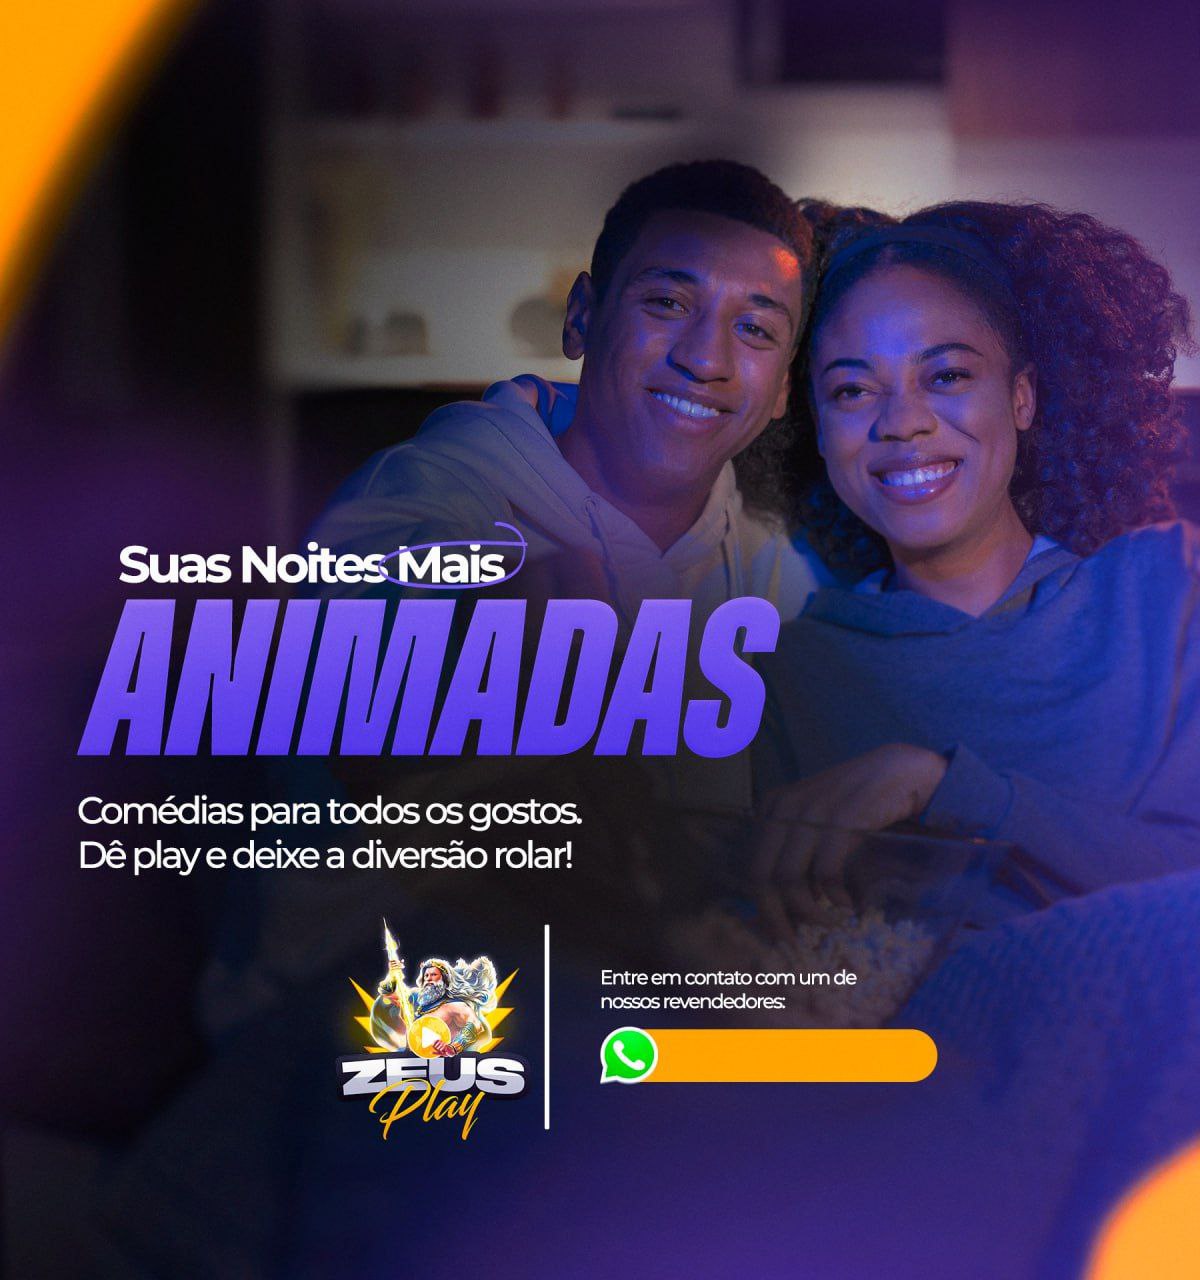 Suas Noites Mais
ANIMADAS
Comédias para todos os gostos.
Dê play e deixe a diversão rolar!
ZEUS
Play
Entre em contato com um de
nossos revendedores: